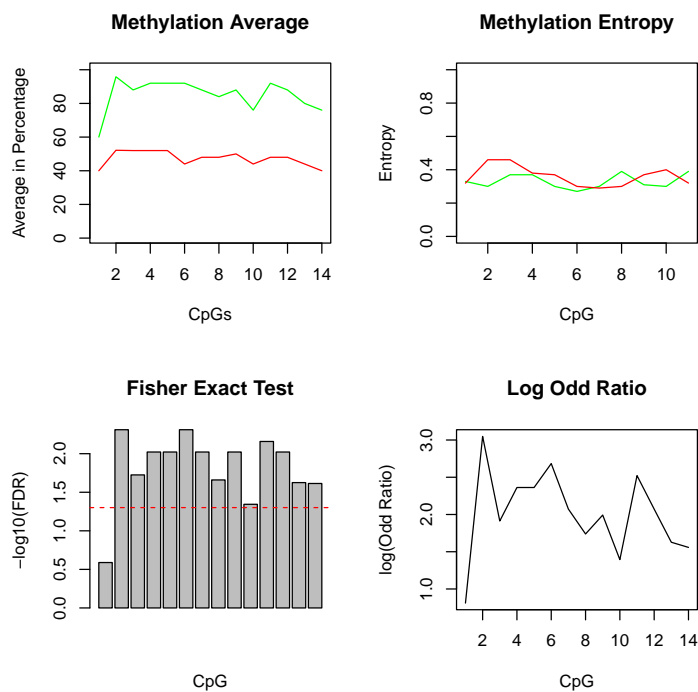 Methylation Average
Average in Percentage
0 20 40 60 80
2 4 6 8 10 12 14
CpGs
Methylation Entropy
Entropy
0.0 0.4 0.8
2 4 6 8 10
CpG
Fisher Exact Test
−log10(FDR)
0.0 0.5 1.0 1.5 2.0
CpG
Log Odd Ratio
log(Odd Ratio)
1.0 2.0 3.0
2 4 6 8 10 12 14
CpG